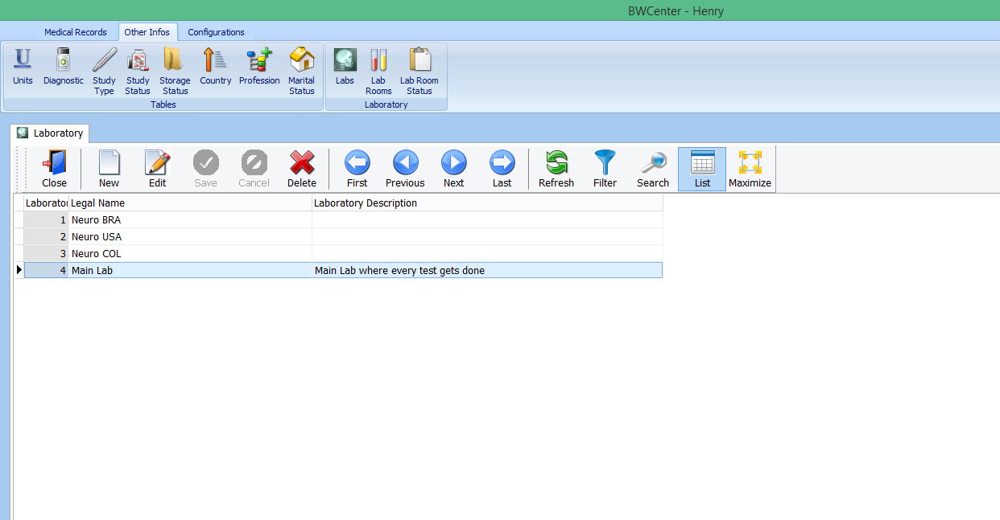 BWCenter - Henry
Medical Records Other Infos Configurations
Units Diagnostic Study Type Study Status Storage Status Country Profession Marital Status Labs Lab Rooms Lab Room Status
Tables Laboratory
Laboratory
Close New Edit Save Cancel Delete First Previous Next Last Refresh Filter Search List Maximize
Laborator Legal Name Laboratory Description
1 Neuro BRA
2 Neuro USA
3 Neuro COL
4 Main Lab Main Lab where every test gets done